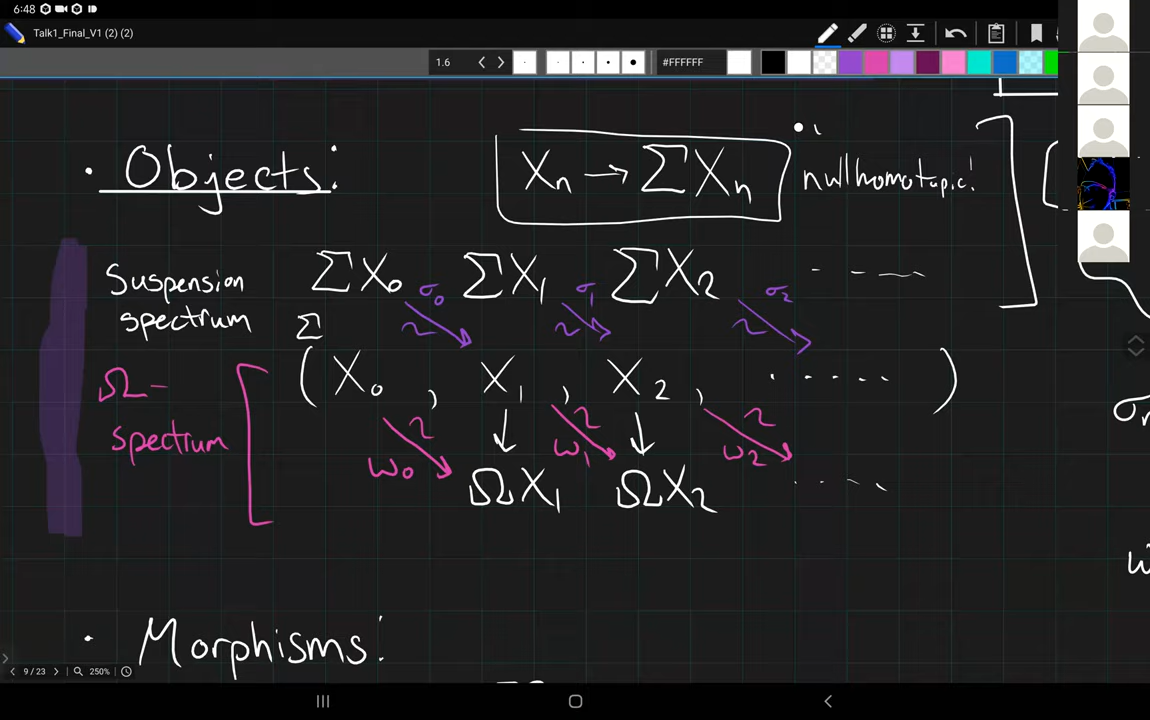 6:48
Talk1_Final_V1 (2) (2)
1.6 #FFFFFF
• Objects:
Xₙ → ΣXₙ nullhomotopic!
Suspension spectrum
ΣX₀ ΣX₁ ΣX₂ -----
σ₀ σ₁ σ₂
~ ~ ~
Σ
(X₀, X₁, X₂, ......)
Ω-spectrum
~ ~ ~
ω₀ ω₁ ω₂
ΩX₁ ΩX₂ ....
• Morphisms:
9 / 23 250%